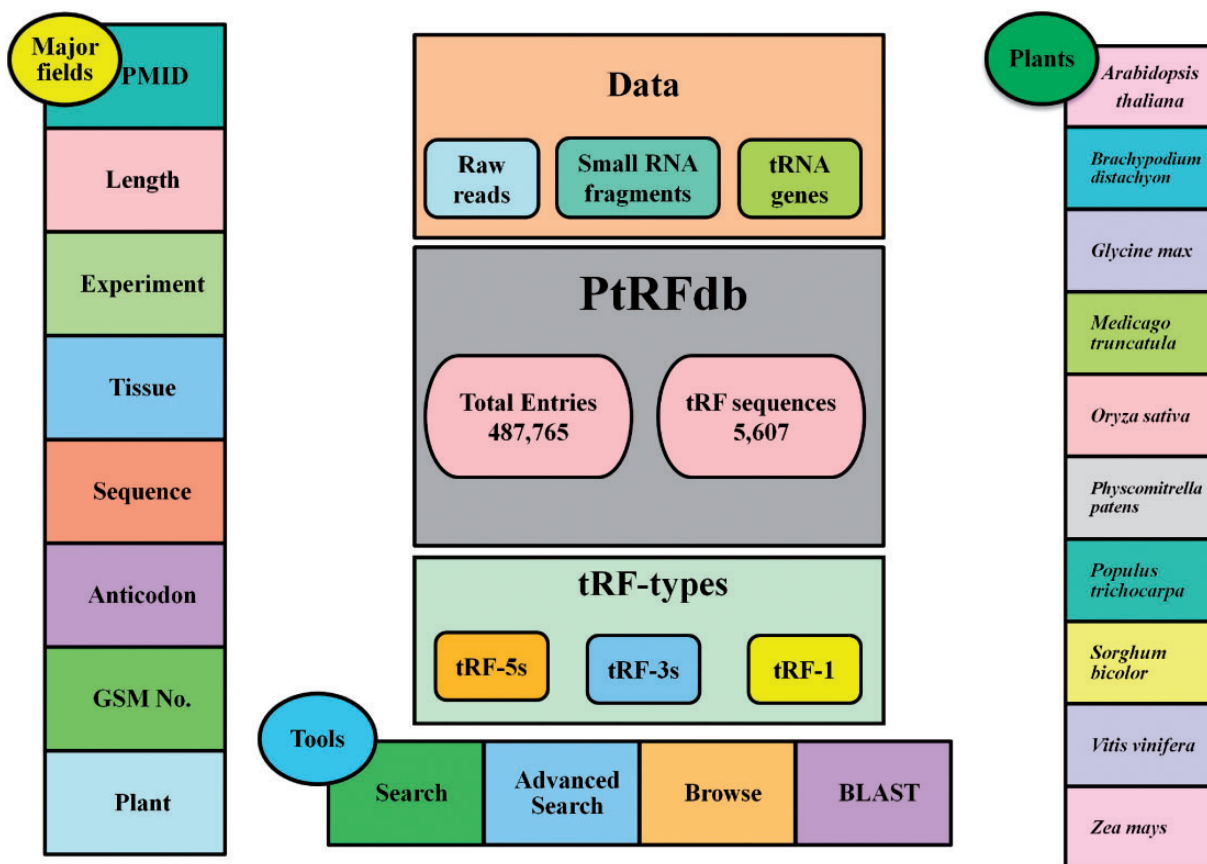 Major
fields
PMID
Length
Experiment
Tissue
Sequence
Anticodon
GSM No.
Plant
Data
Raw
reads
Small RNA
fragments
tRNA
genes
PtRFdb
Total Entries
487,765
tRF sequences
5,607
tRF-types
tRF-5s
tRF-3s
tRF-1
Tools
Search
Advanced
Search
Browse
BLAST
Plants
Arabidopsis
thaliana
Brachypodium
distachyon
Glycine max
Medicago
truncatula
Oryza sativa
Physcomitrella
patens
Populus
trichocarpa
Sorghum
bicolor
Vitis vinifera
Zea mays